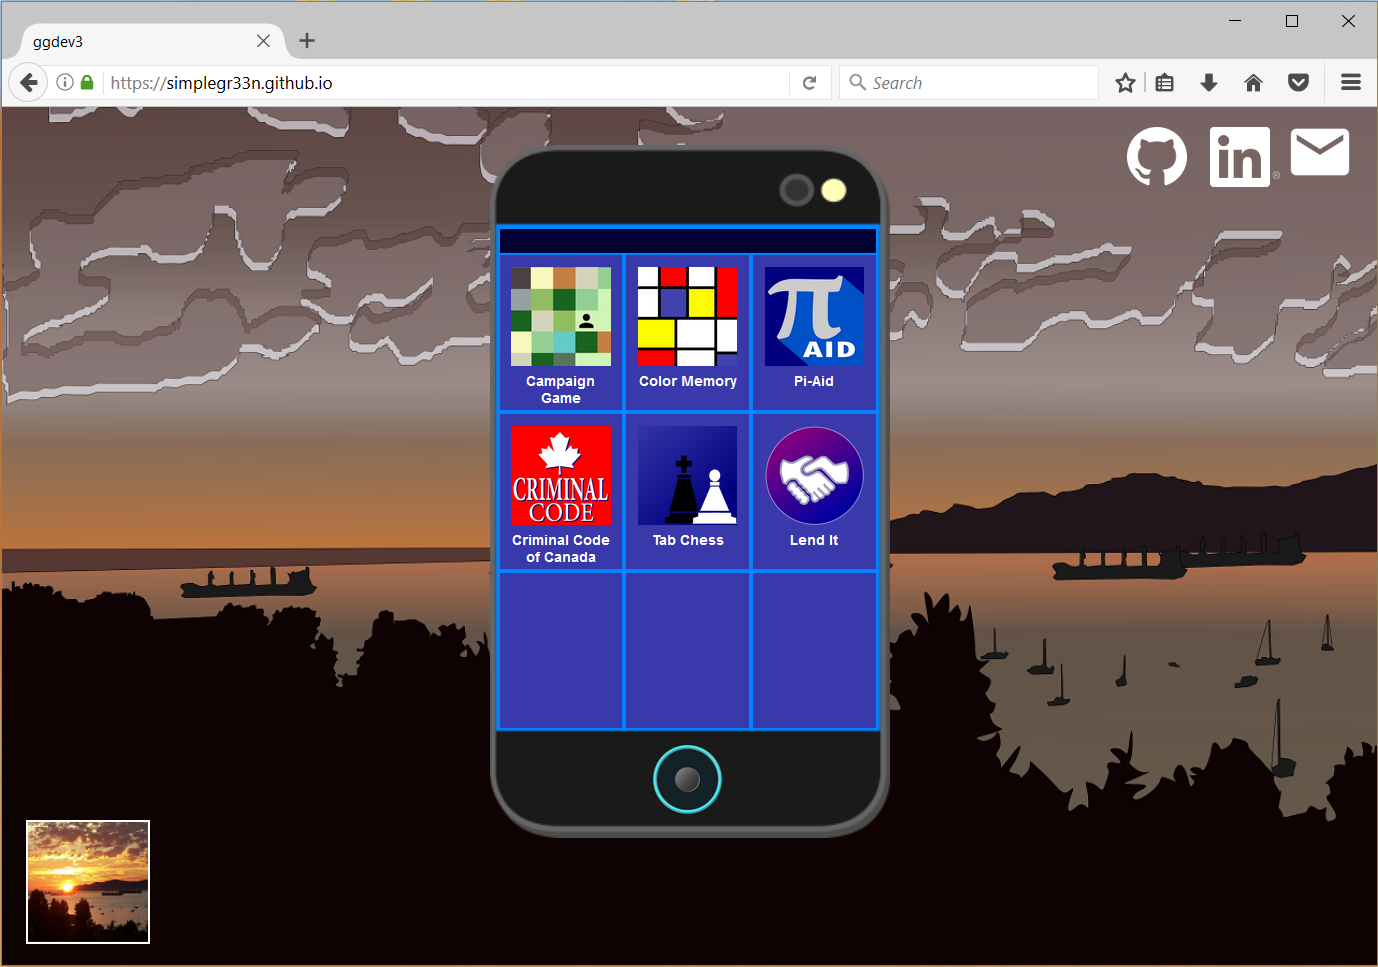 ggdev3
https://simplegr33n.github.io
Search
in
®
π
AID
Campaign
Game
Color Memory
Pi-Aid
CRIMINAL
CODE
Criminal Code
of Canada
Tab Chess
Lend It